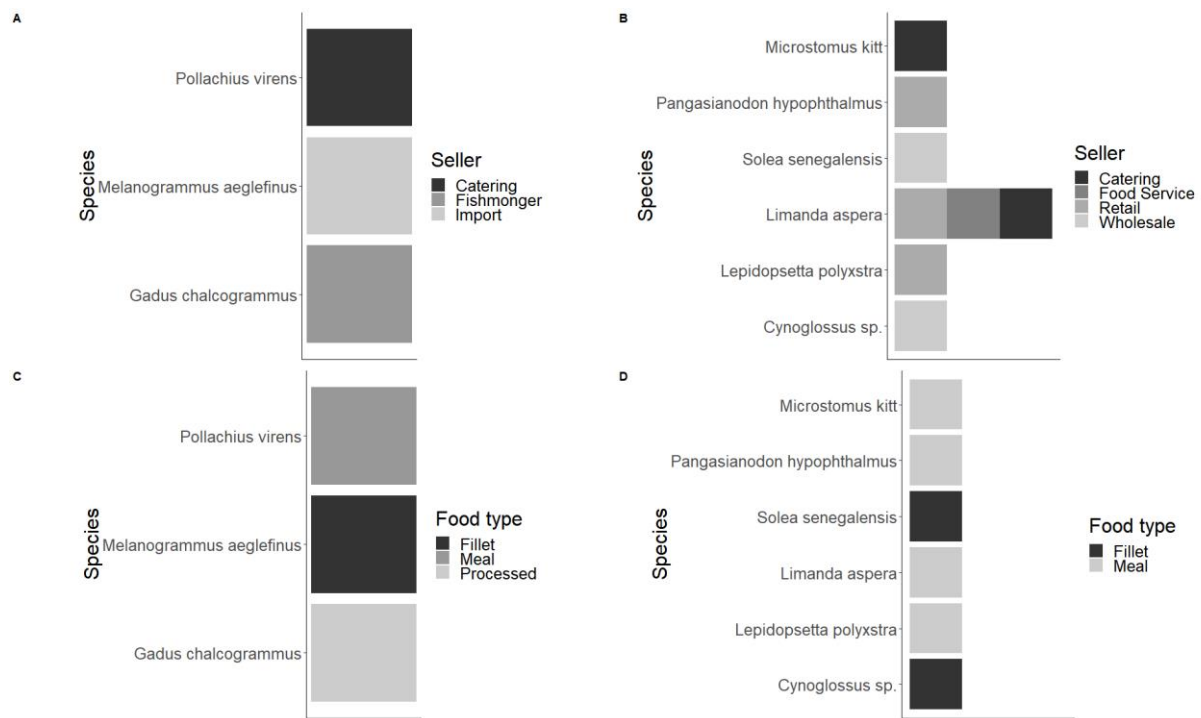 A
Species
Pollachius virens
Melanogrammus aeglefinus
Gadus chalcogrammus
Seller
Catering
Fishmonger
Import
B
Species
Microstomus kitt
Pangasianodon hypophthalmus
Solea senegalensis
Limanda aspera
Lepidopsetta polyxstra
Cynoglossus sp.
Seller
Catering
Food Service
Retail
Wholesale
C
Species
Pollachius virens
Melanogrammus aeglefinus
Gadus chalcogrammus
Food type
Fillet
Meal
Processed
D
Species
Microstomus kitt
Pangasianodon hypophthalmus
Solea senegalensis
Limanda aspera
Lepidopsetta polyxstra
Cynoglossus sp.
Food type
Fillet
Meal